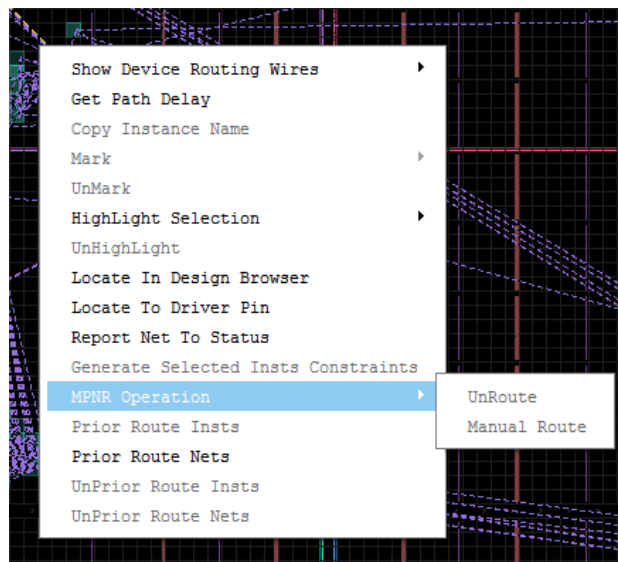 Show Device Routing Wires
Get Path Delay
Copy Instance Name
Mark
UnMark
HighLight Selection
UnHighLight
Locate In Design Browser
Locate To Driver Pin
Report Net To Status
Generate Selected Insts Constraints
MPNR Operation
UnRoute
Prior Route Insts
Manual Route
Prior Route Nets
UnPrior Route Insts
UnPrior Route Nets